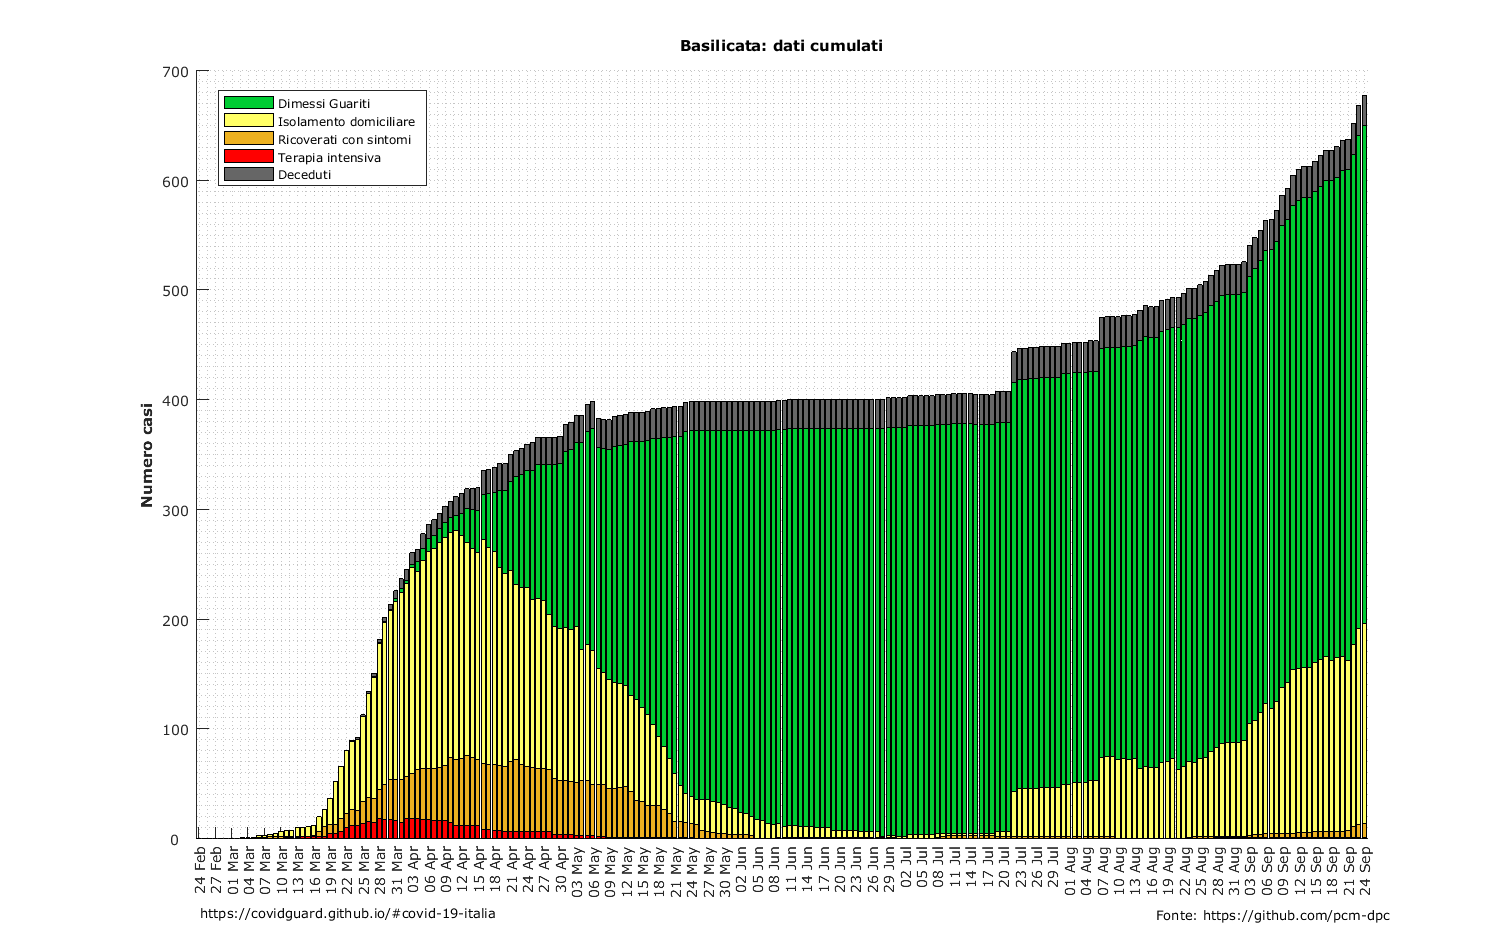 Basilicata: dati cumulati
Numero casi
700
600
500
400
300
200
100
0
Dimessi Guariti
Isolamento domiciliare
Ricoverati con sintomi
Terapia intensiva
Deceduti
24 Feb
27 Feb
01 Mar
04 Mar
07 Mar
10 Mar
13 Mar
16 Mar
19 Mar
22 Mar
25 Mar
28 Mar
31 Mar
03 Apr
06 Apr
09 Apr
12 Apr
15 Apr
18 Apr
21 Apr
24 Apr
27 Apr
30 Apr
03 May
06 May
09 May
12 May
15 May
18 May
21 May
24 May
27 May
30 May
02 Jun
05 Jun
08 Jun
11 Jun
14 Jun
17 Jun
20 Jun
23 Jun
26 Jun
29 Jun
02 Jul
05 Jul
08 Jul
11 Jul
14 Jul
17 Jul
20 Jul
23 Jul
26 Jul
29 Jul
01 Aug
04 Aug
07 Aug
10 Aug
13 Aug
16 Aug
19 Aug
22 Aug
25 Aug
28 Aug
31 Aug
03 Sep
06 Sep
09 Sep
12 Sep
15 Sep
18 Sep
21 Sep
24 Sep
https://covidguard.github.io/#covid-19-italia
Fonte: https://github.com/pcm-dpc